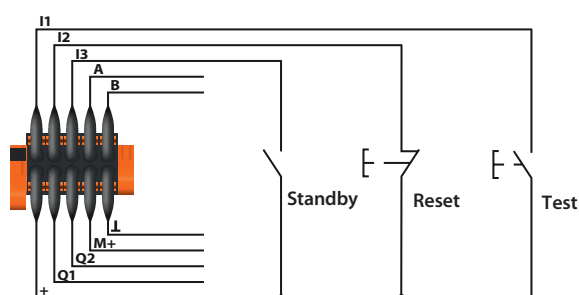 I1
I2
I3
A
B
Standby
Reset
Test
⊥
M+
Q2
Q1
+